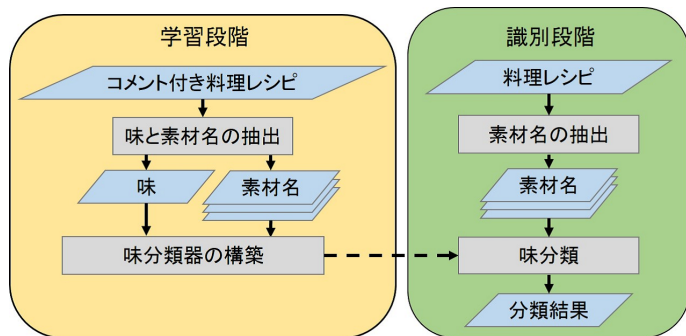 学習段階
コメント付き料理レシピ
味と素材名の抽出
味
素材名
味分類器の構築
識別段階
料理レシピ
素材名の抽出
素材名
味分類
分類結果